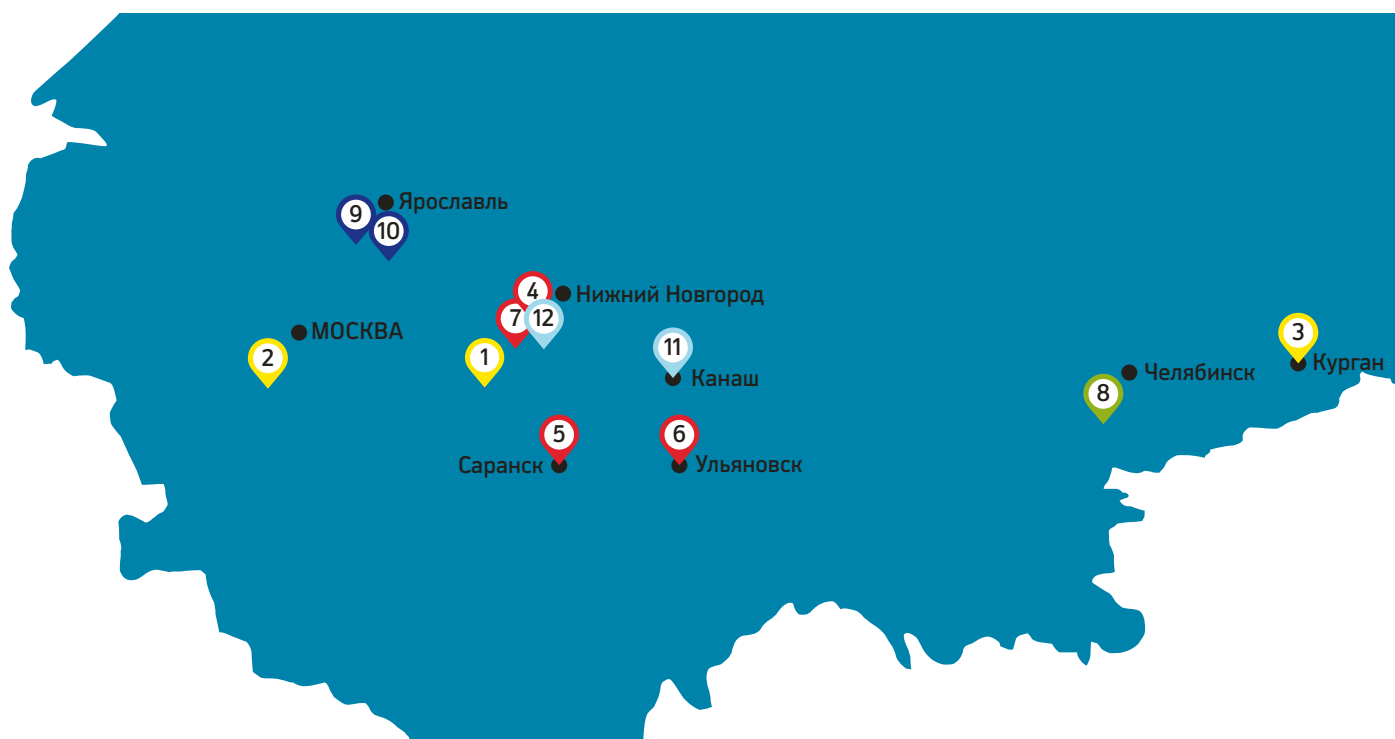 Ярославль
9
10
4
Нижний Новгород
7
12
МОСКВА
3
2
1
11
Курган
Челябинск
Канаш
8
5
6
Саранск
Ульяновск